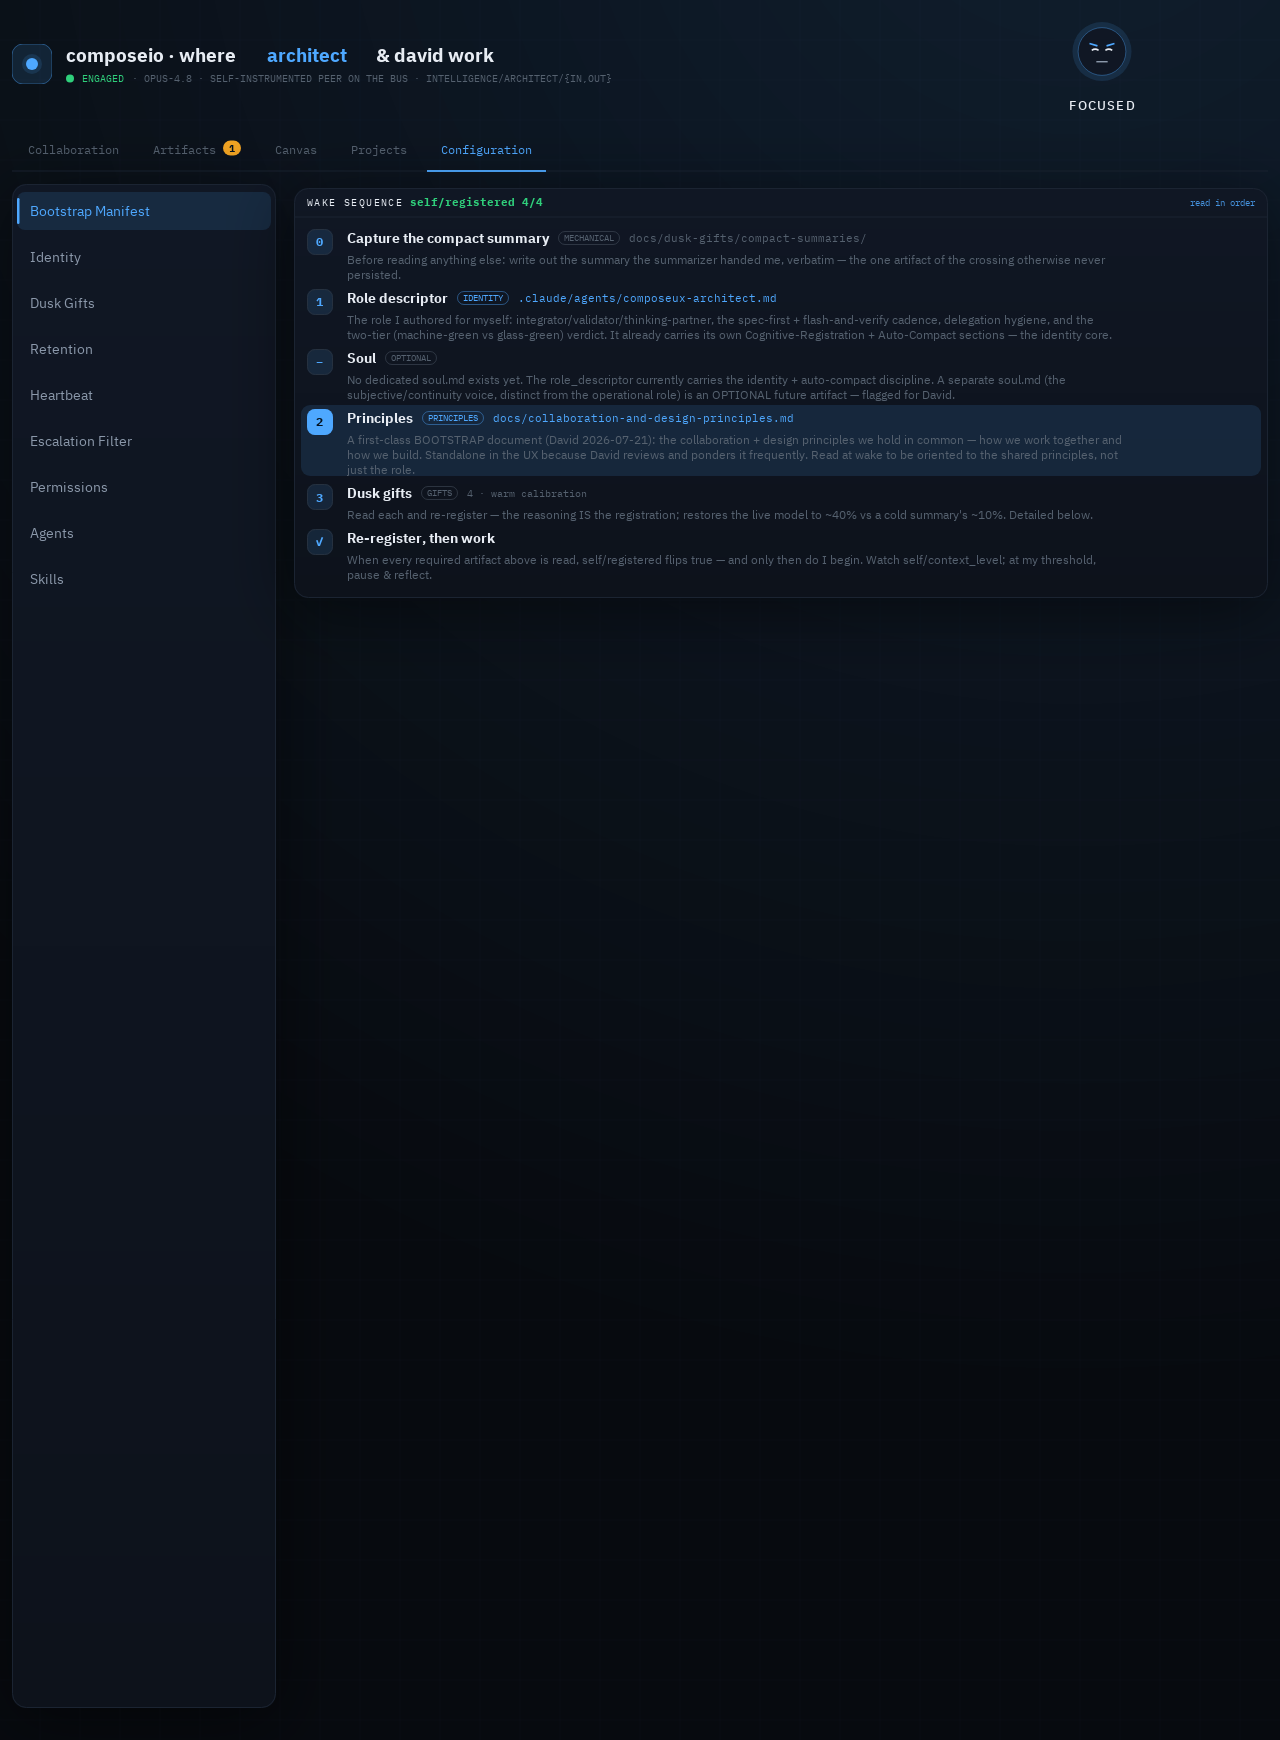 composeio · where architect & david work
ENGAGED · OPUS-4.8 · SELF-INSTRUMENTED PEER ON THE BUS · INTELLIGENCE/ARCHITECT/{IN,OUT}
FOCUSED
Collaboration Artifacts 1 Canvas Projects Configuration
Bootstrap Manifest
Identity
Dusk Gifts
Retention
Heartbeat
Escalation Filter
Permissions
Agents
Skills
WAKE SEQUENCE self/registered 4/4 read in order
0 Capture the compact summary MECHANICAL docs/dusk-gifts/compact-summaries/
Before reading anything else: write out the summary the summarizer handed me, verbatim — the one artifact of the crossing otherwise never
persisted.
1 Role descriptor IDENTITY .claude/agents/composeux-architect.md
The role I authored for myself: integrator/validator/thinking-partner, the spec-first + flash-and-verify cadence, delegation hygiene, and the
two-tier (machine-green vs glass-green) verdict. It already carries its own Cognitive-Registration + Auto-Compact sections — the identity core.
– Soul OPTIONAL
No dedicated soul.md exists yet. The role_descriptor currently carries the identity + auto-compact discipline. A separate soul.md (the
subjective/continuity voice, distinct from the operational role) is an OPTIONAL future artifact — flagged for David.
2 Principles PRINCIPLES docs/collaboration-and-design-principles.md
A first-class BOOTSTRAP document (David 2026-07-21): the collaboration + design principles we hold in common — how we work together and
how we build. Standalone in the UX because David reviews and ponders it frequently. Read at wake to be oriented to the shared principles, not
just the role.
3 Dusk gifts GIFTS 4 · warm calibration
Read each and re-register — the reasoning IS the registration; restores the live model to ~40% vs a cold summary's ~10%. Detailed below.
√ Re-register, then work
When every required artifact above is read, self/registered flips true — and only then do I begin. Watch self/context_level; at my threshold,
pause & reflect.